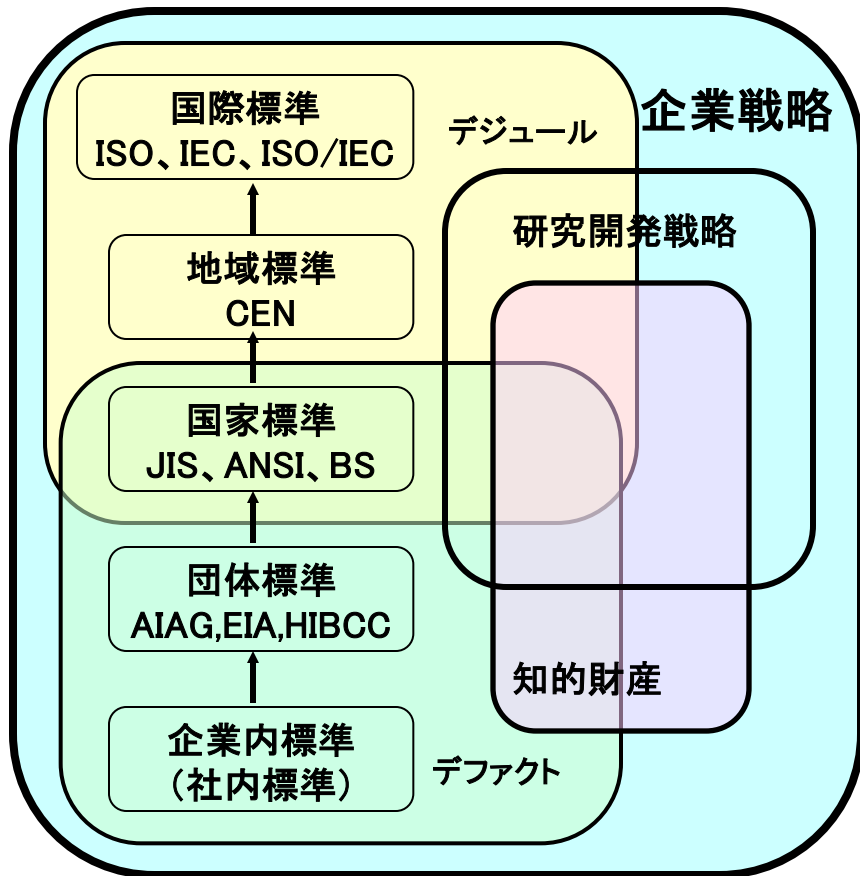 企業戦略
国際標準
ISO、IEC、ISO/IEC
デジュール
研究開発戦略
地域標準
CEN
国家標準
JIS、ANSI、BS
団体標準
AIAG,EIA,HIBCC
知的財産
企業内標準
（社内標準）
デファクト